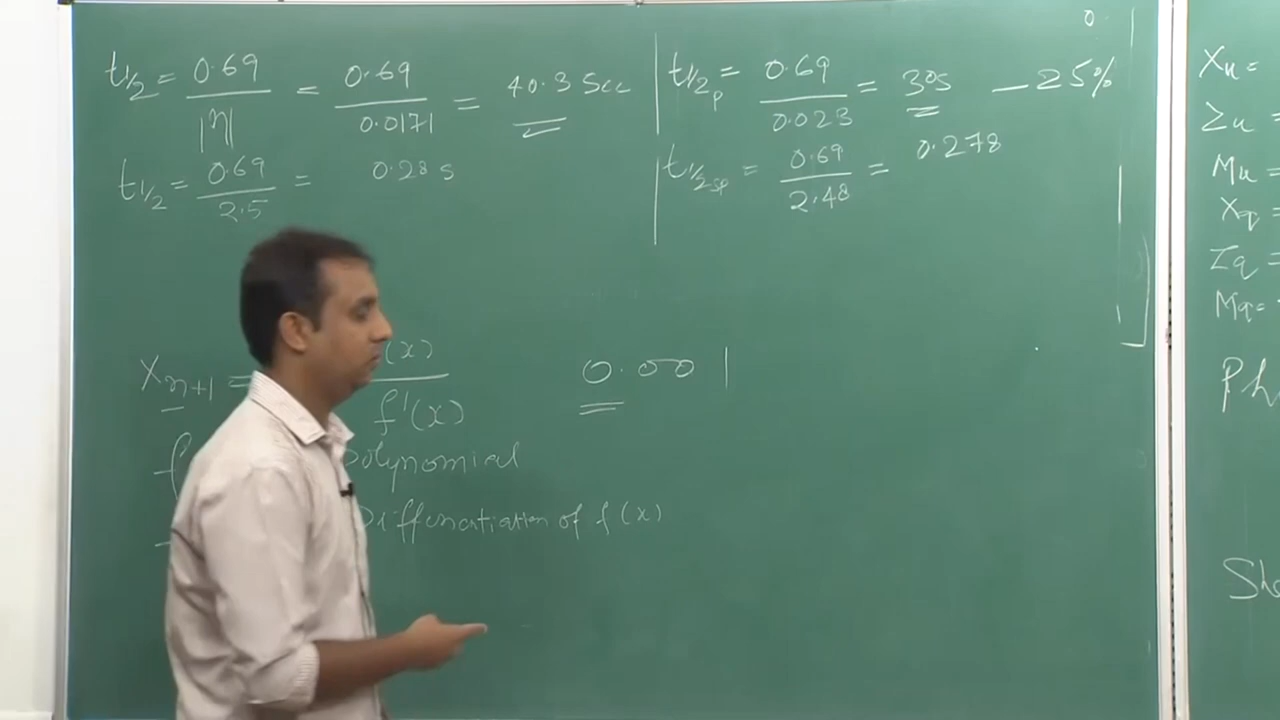 t1/2 = 0.69 / |η| = 0.69 / 0.0171 = 40.3 Sec
t1/2 = 0.69 / 2.5 = 0.28 s
t1/2p = 0.69 / 0.023 = 30s — 25%
t1/2sp = 0.69 / 2.48 = 0.278
0.
X n+1 = (x) / f'(x)
0.001
f Polynomial
Differentiation of f(x)
Xu =
Zu =
Mu =
Xq =
Zq =
Mq =
Ph
Sho